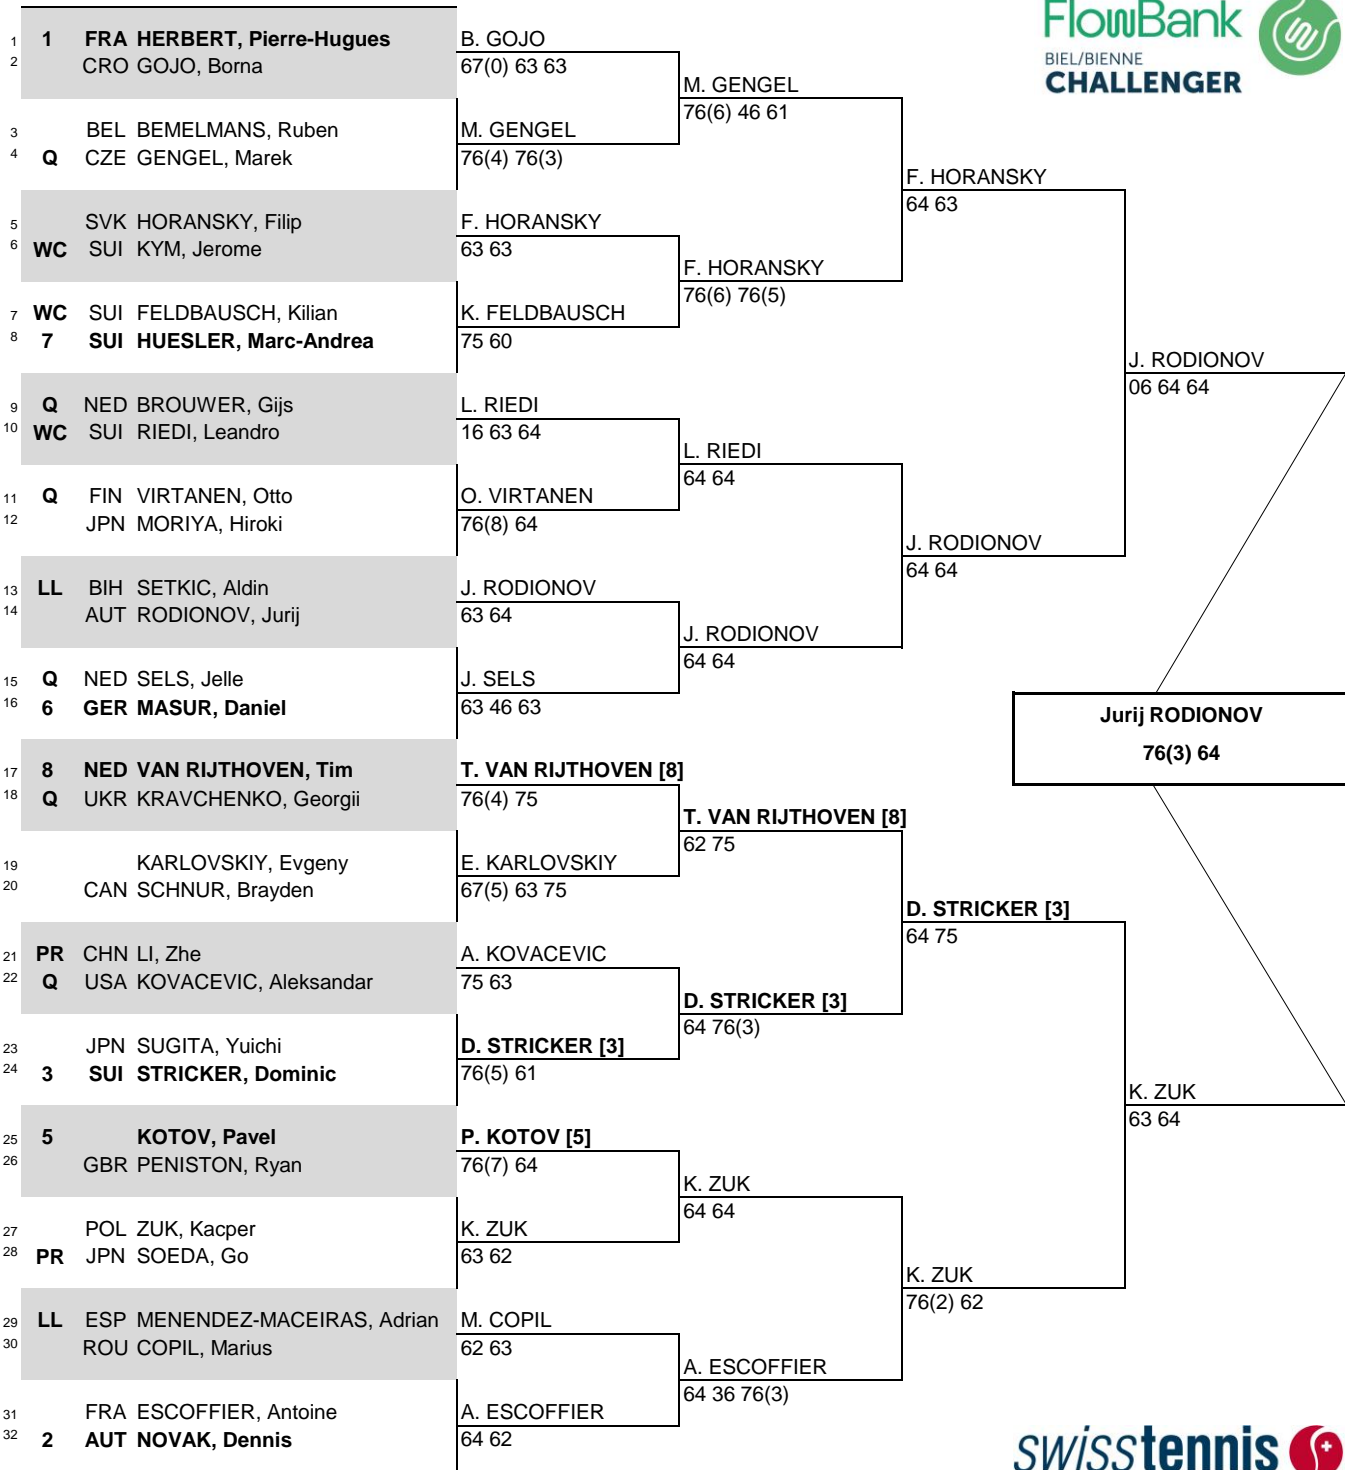 FlowBank
BIEL/BIENNE
CHALLENGER
1 1 FRA HERBERT, Pierre-Hugues
2 CRO GOJO, Borna
3 BEL BEMELMANS, Ruben
4 Q CZE GENGEL, Marek
5 SVK HORANSKY, Filip
6 WC SUI KYM, Jerome
7 WC SUI FELDBAUSCH, Kilian
8 7 SUI HUESLER, Marc-Andrea
9 Q NED BROUWER, Gijs
10 WC SUI RIEDI, Leandro
11 Q FIN VIRTANEN, Otto
12 JPN MORIYA, Hiroki
13 LL BIH SETKIC, Aldin
14 AUT RODIONOV, Jurij
15 Q NED SELS, Jelle
16 6 GER MASUR, Daniel
17 8 NED VAN RIJTHOVEN, Tim
18 Q UKR KRAVCHENKO, Georgii
19 KARLOVSKIY, Evgeny
20 CAN SCHNUR, Brayden
21 PR CHN LI, Zhe
22 Q USA KOVACEVIC, Aleksandar
23 JPN SUGITA, Yuichi
24 3 SUI STRICKER, Dominic
25 5 KOTOV, Pavel
26 GBR PENISTON, Ryan
27 POL ZUK, Kacper
28 PR JPN SOEDA, Go
29 LL ESP MENENDEZ-MACEIRAS, Adrian
30 ROU COPIL, Marius
31 FRA ESCOFFIER, Antoine
32 2 AUT NOVAK, Dennis
B. GOJO
67(0) 63 63
M. GENGEL
76(4) 76(3)
F. HORANSKY
63 63
K. FELDBAUSCH
75 60
L. RIEDI
16 63 64
O. VIRTANEN
76(8) 64
J. RODIONOV
63 64
J. SELS
63 46 63
T. VAN RIJTHOVEN [8]
76(4) 75
E. KARLOVSKIY
67(5) 63 75
A. KOVACEVIC
75 63
D. STRICKER [3]
76(5) 61
P. KOTOV [5]
76(7) 64
K. ZUK
63 62
M. COPIL
62 63
A. ESCOFFIER
64 62
M. GENGEL
76(6) 46 61
F. HORANSKY
76(6) 76(5)
L. RIEDI
64 64
J. RODIONOV
64 64
T. VAN RIJTHOVEN [8]
62 75
D. STRICKER [3]
64 76(3)
K. ZUK
64 64
A. ESCOFFIER
64 36 76(3)
F. HORANSKY
64 63
J. RODIONOV
64 64
D. STRICKER [3]
64 75
K. ZUK
76(2) 62
J. RODIONOV
06 64 64
K. ZUK
63 64
Jurij RODIONOV
76(3) 64
swisstennis